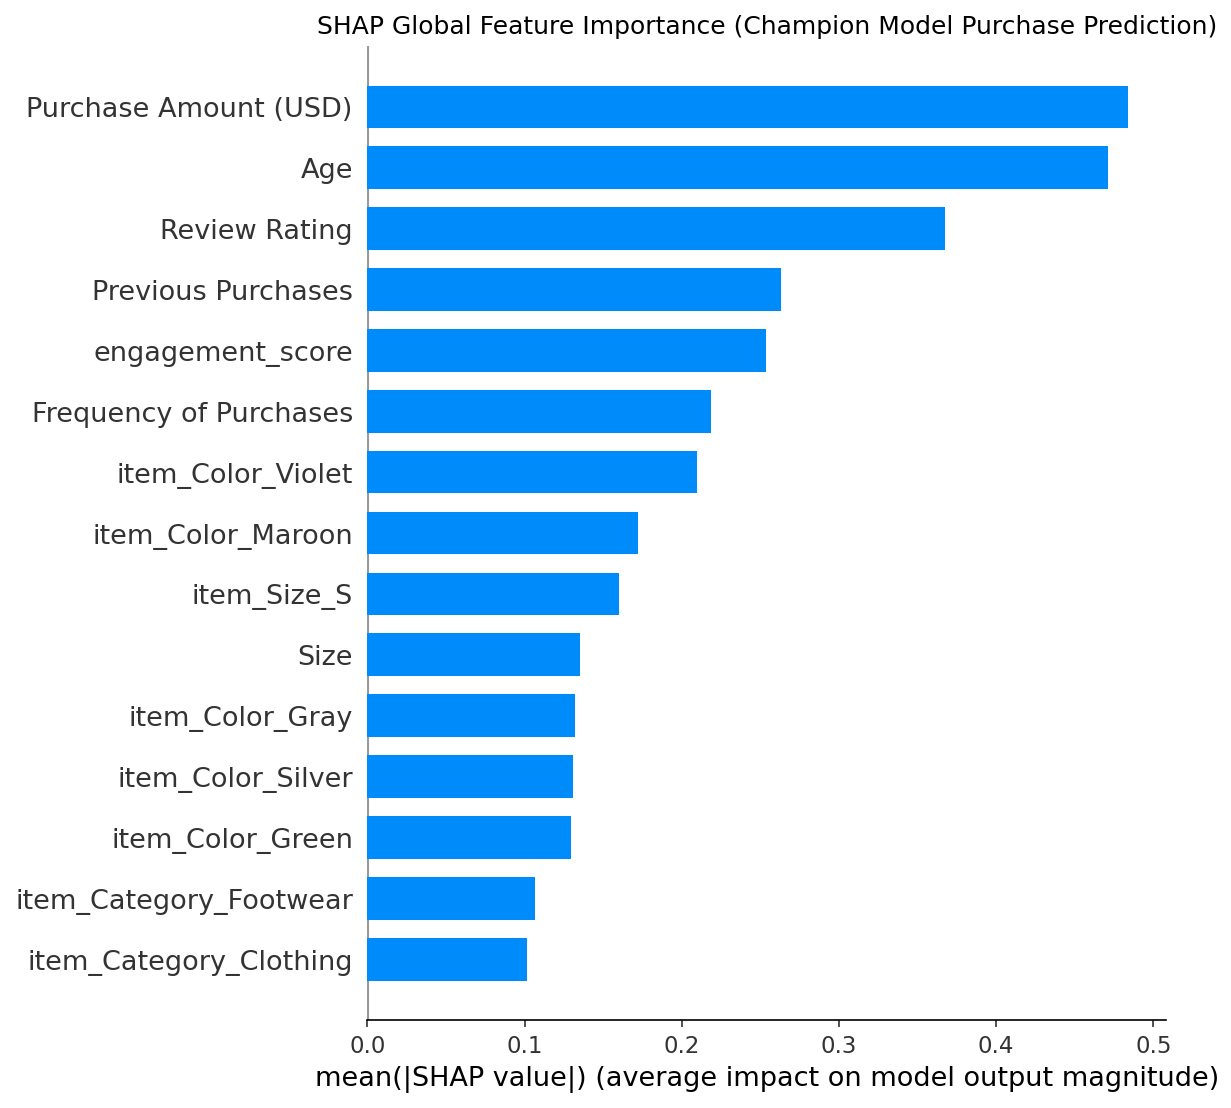 SHAP Global Feature Importance (Champion Model Purchase Prediction)
Purchase Amount (USD)
Age
Review Rating
Previous Purchases
engagement_score
Frequency of Purchases
item_Color_Violet
item_Color_Maroon
item_Size_S
Size
item_Color_Gray
item_Color_Silver
item_Color_Green
item_Category_Footwear
item_Category_Clothing
0.0 0.1 0.2 0.3 0.4 0.5
mean(|SHAP value|) (average impact on model output magnitude)